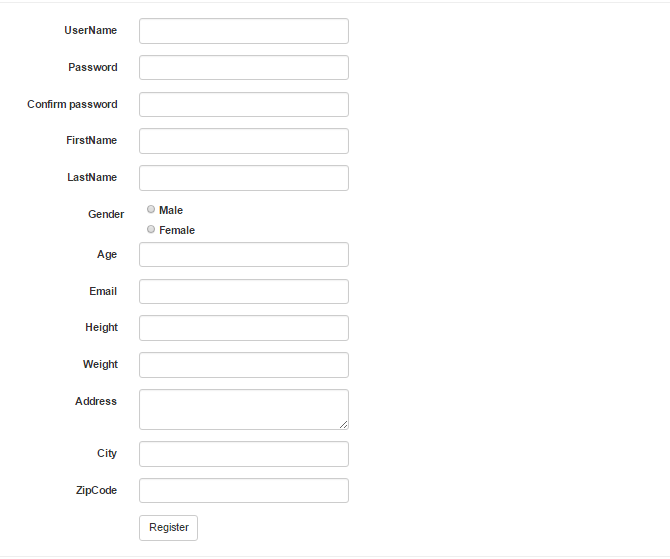 UserName
Password
Confirm password
FirstName
LastName
Gender Male
Female
Age
Email
Height
Weight
Address
City
ZipCode
Register